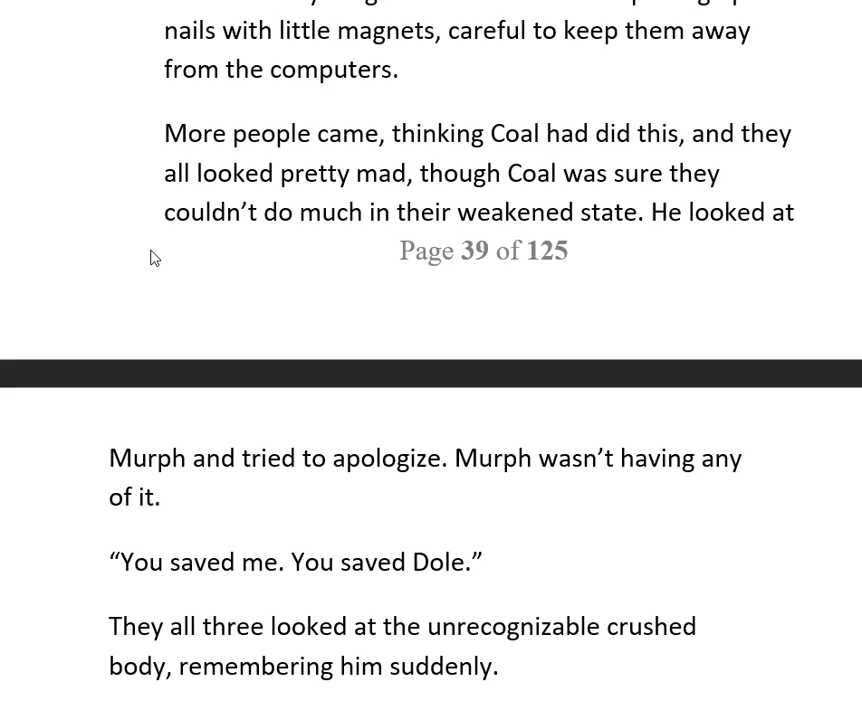 nails with little magnets, careful to keep them away
from the computers.
More people came, thinking Coal had did this, and they
all looked pretty mad, though Coal was sure they
couldn’t do much in their weakened state. He looked at
Page 39 of 125
Murph and tried to apologize. Murph wasn’t having any
of it.
“You saved me. You saved Dole.”
They all three looked at the unrecognizable crushed
body, remembering him suddenly.